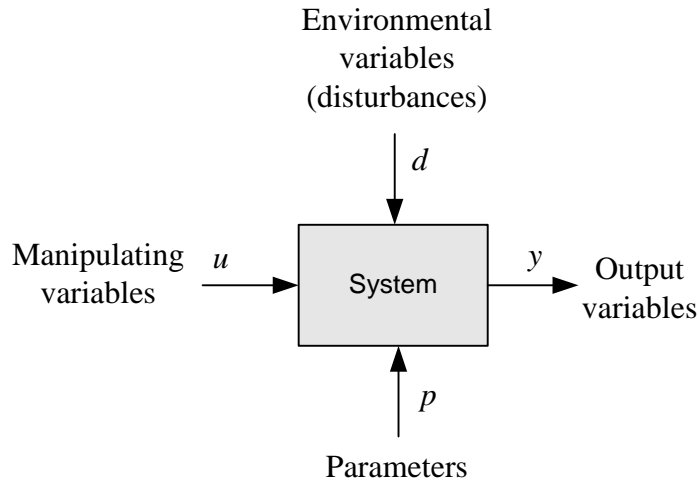 Environmental
variables
(disturbances)
d
Manipulating
variables
u
System
y
Output
variables
p
Parameters